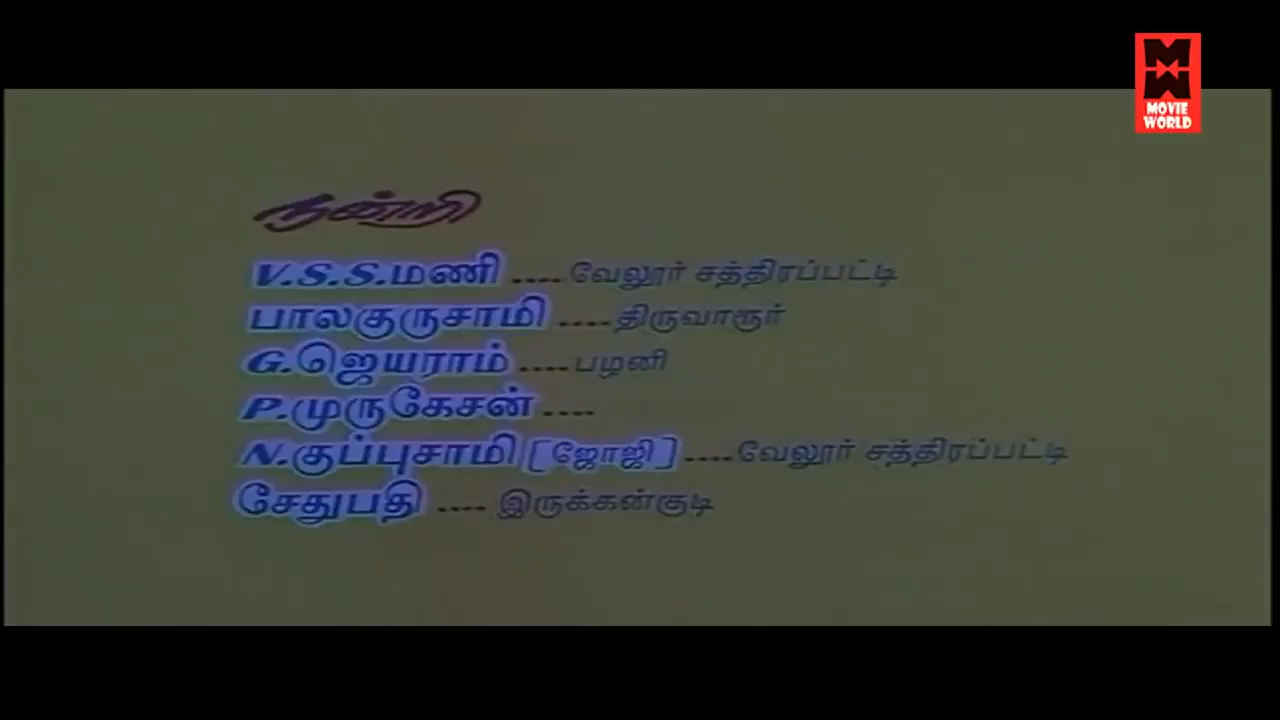 MOVIE
WORLD
நன்றி
V.S.S.மணி ....வேலூர் சத்திரப்பட்டி
பாலகுருசாமி ....திருவாரூர்
G.ஜெயராம் ....பழனி
P.முருகேசன் ....
N.குப்புசாமி [ஜோஜி] ....வேலூர் சத்திரப்பட்டி
சேதுபதி .... இருக்கன்குடி